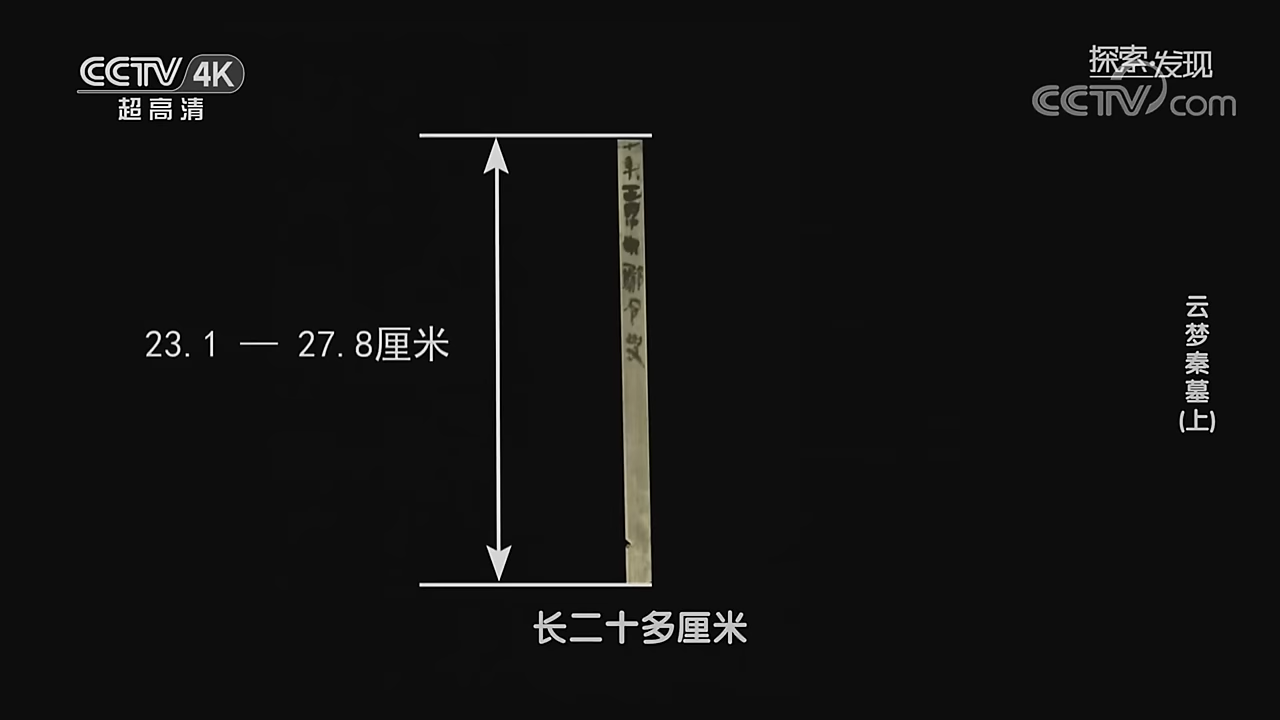 CCTV 4K
超高清
探索·发现
CCTV.com
23.1 — 27.8厘米
云梦秦墓(上)
长二十多厘米